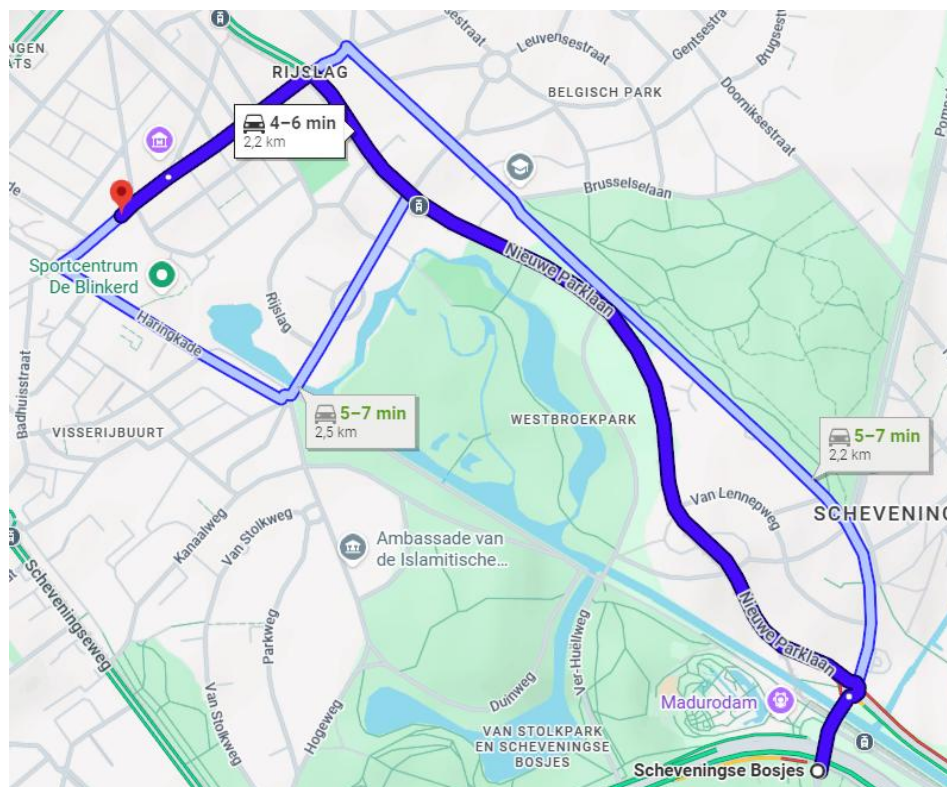 NGEN
ATS
RIJSLAG
Leuvensestraat
Gentsestraat
Brugsestraat
BELGISCH PARK
Doorniksestraat
4–6 min
2,2 km
Brusselselaan
Sportcentrum
De Blinkerd
Rijslag
Haringkade
Nieuwe Parklaan
Badhuisstraat
5–7 min
2,5 km
WESTBROEKPARK
5–7 min
2,2 km
VISSERIJBUURT
Van Lennepweg
SCHEVENING
Kanaalweg
Van Stolkweg
Ambassade van
de Islamitische...
Scheveningseweg
Parkweg
Ver-Huëllweg
Nieuwe Parklaan
Duinweg
Van Stolkweg
Hogeweg
Madurodam
VAN STOLKPARK
EN SCHEVENINGSE
BOSJES
Scheveningse Bosjes